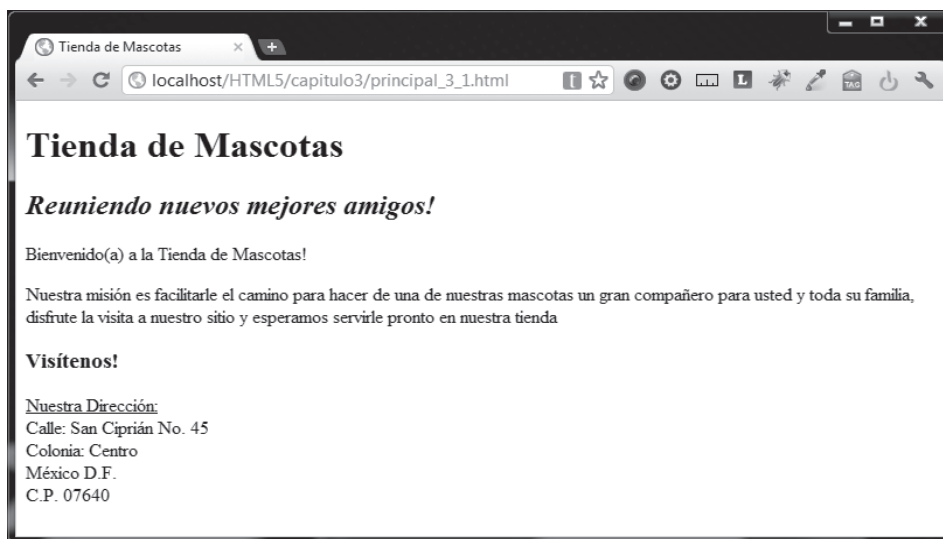 Tienda de Mascotas
localhost/HTML5/capitulo3/principal_3_1.html
L
TAG
Tienda de Mascotas
Reuniendo nuevos mejores amigos!
Bienvenido(a) a la Tienda de Mascotas!
Nuestra misión es facilitarle el camino para hacer de una de nuestras mascotas un gran compañero para usted y toda su familia,
disfrute la visita a nuestro sitio y esperamos servirle pronto en nuestra tienda
Visítenos!
Nuestra Dirección:
Calle: San Ciprián No. 45
Colonia: Centro
México D.F.
C.P. 07640